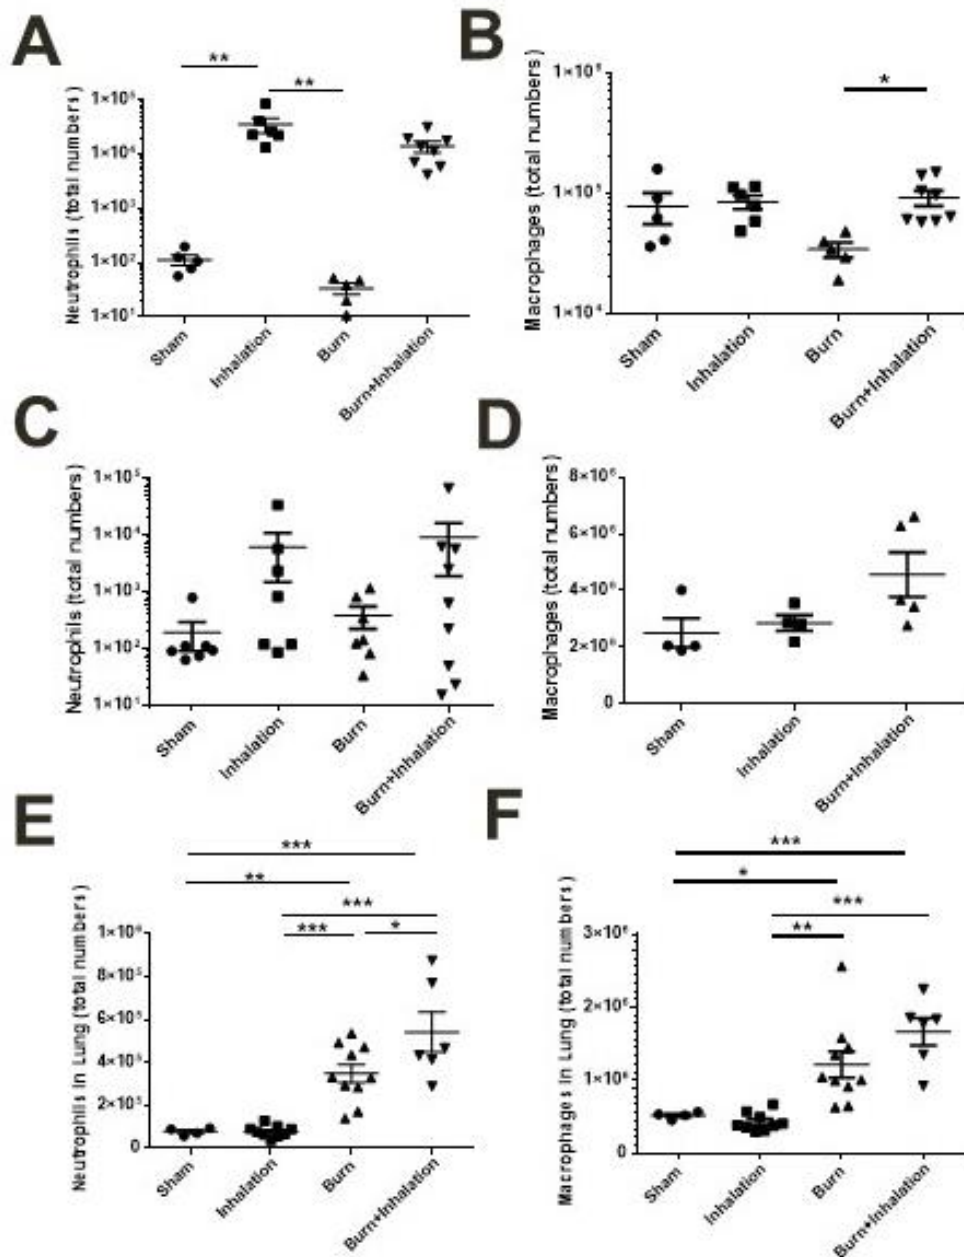 A
**
**
Neutrophils (total numbers)
1×10⁵
1×10⁴
1×10³
1×10²
1×10¹
Sham
Inhalation
Burn
Burn+Inhalation
B
*
Macrophages (total numbers)
1×10⁶
1×10⁵
1×10⁴
Sham
Inhalation
Burn
Burn+Inhalation
C
Neutrophils (total numbers)
1×10⁵
1×10⁴
1×10³
1×10²
1×10¹
Sham
Inhalation
Burn
Burn+Inhalation
D
Macrophages (total numbers)
8×10⁶
6×10⁶
4×10⁶
2×10⁶
0
Sham
Inhalation
Burn+Inhalation
E
***
**
***
***
*
Neutrophils in Lung (total numbers)
1×10⁶
8×10⁵
6×10⁵
4×10⁵
2×10⁵
0
Sham
Inhalation
Burn
Burn+Inhalation
F
***
*
***
**
Macrophages in Lung (total numbers)
3×10⁶
2×10⁶
1×10⁶
0
Sham
Inhalation
Burn
Burn+Inhalation